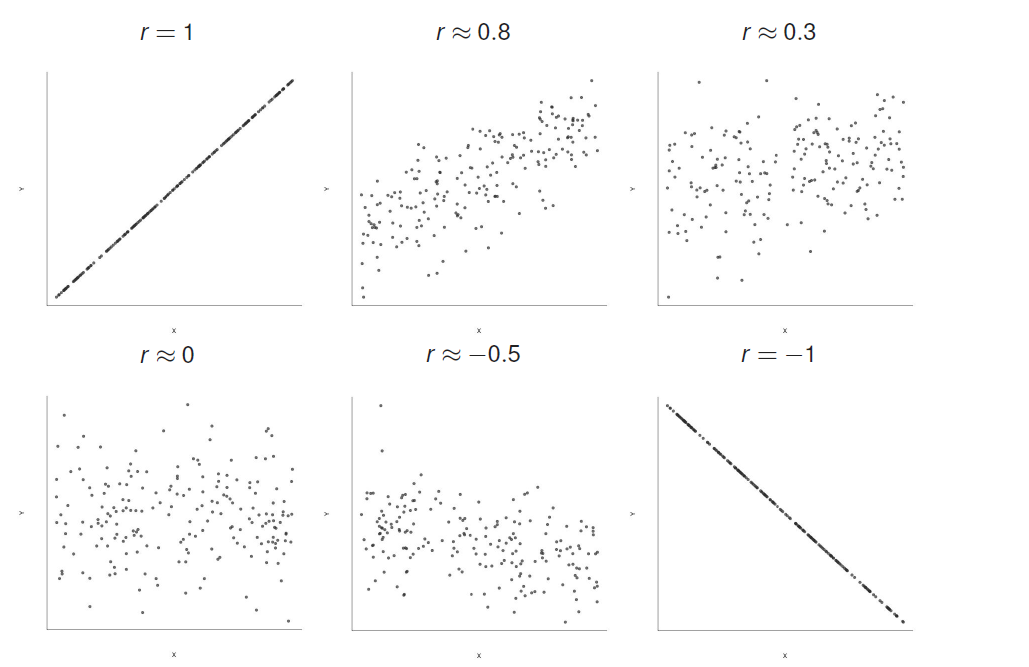 r = 1
r ≈ 0.8
r ≈ 0.3
Y
Y
Y
X
X
X
r ≈ 0
r ≈ −0.5
r = −1
Y
Y
Y
X
X
X